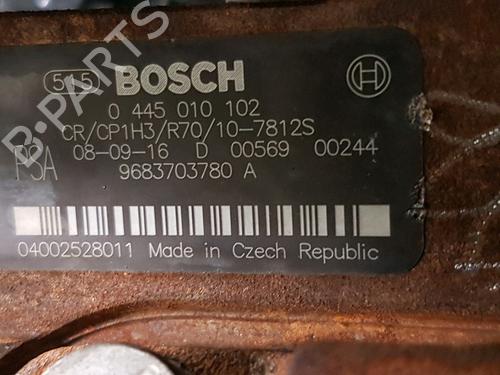 515 BOSCH
0 445 010 102
CR/CP1H3/R70/10-7812S
PSA 08-09-16 D 00569 00244
9683703780 A
04002528011 Made in Czech Republic
B-PARTS